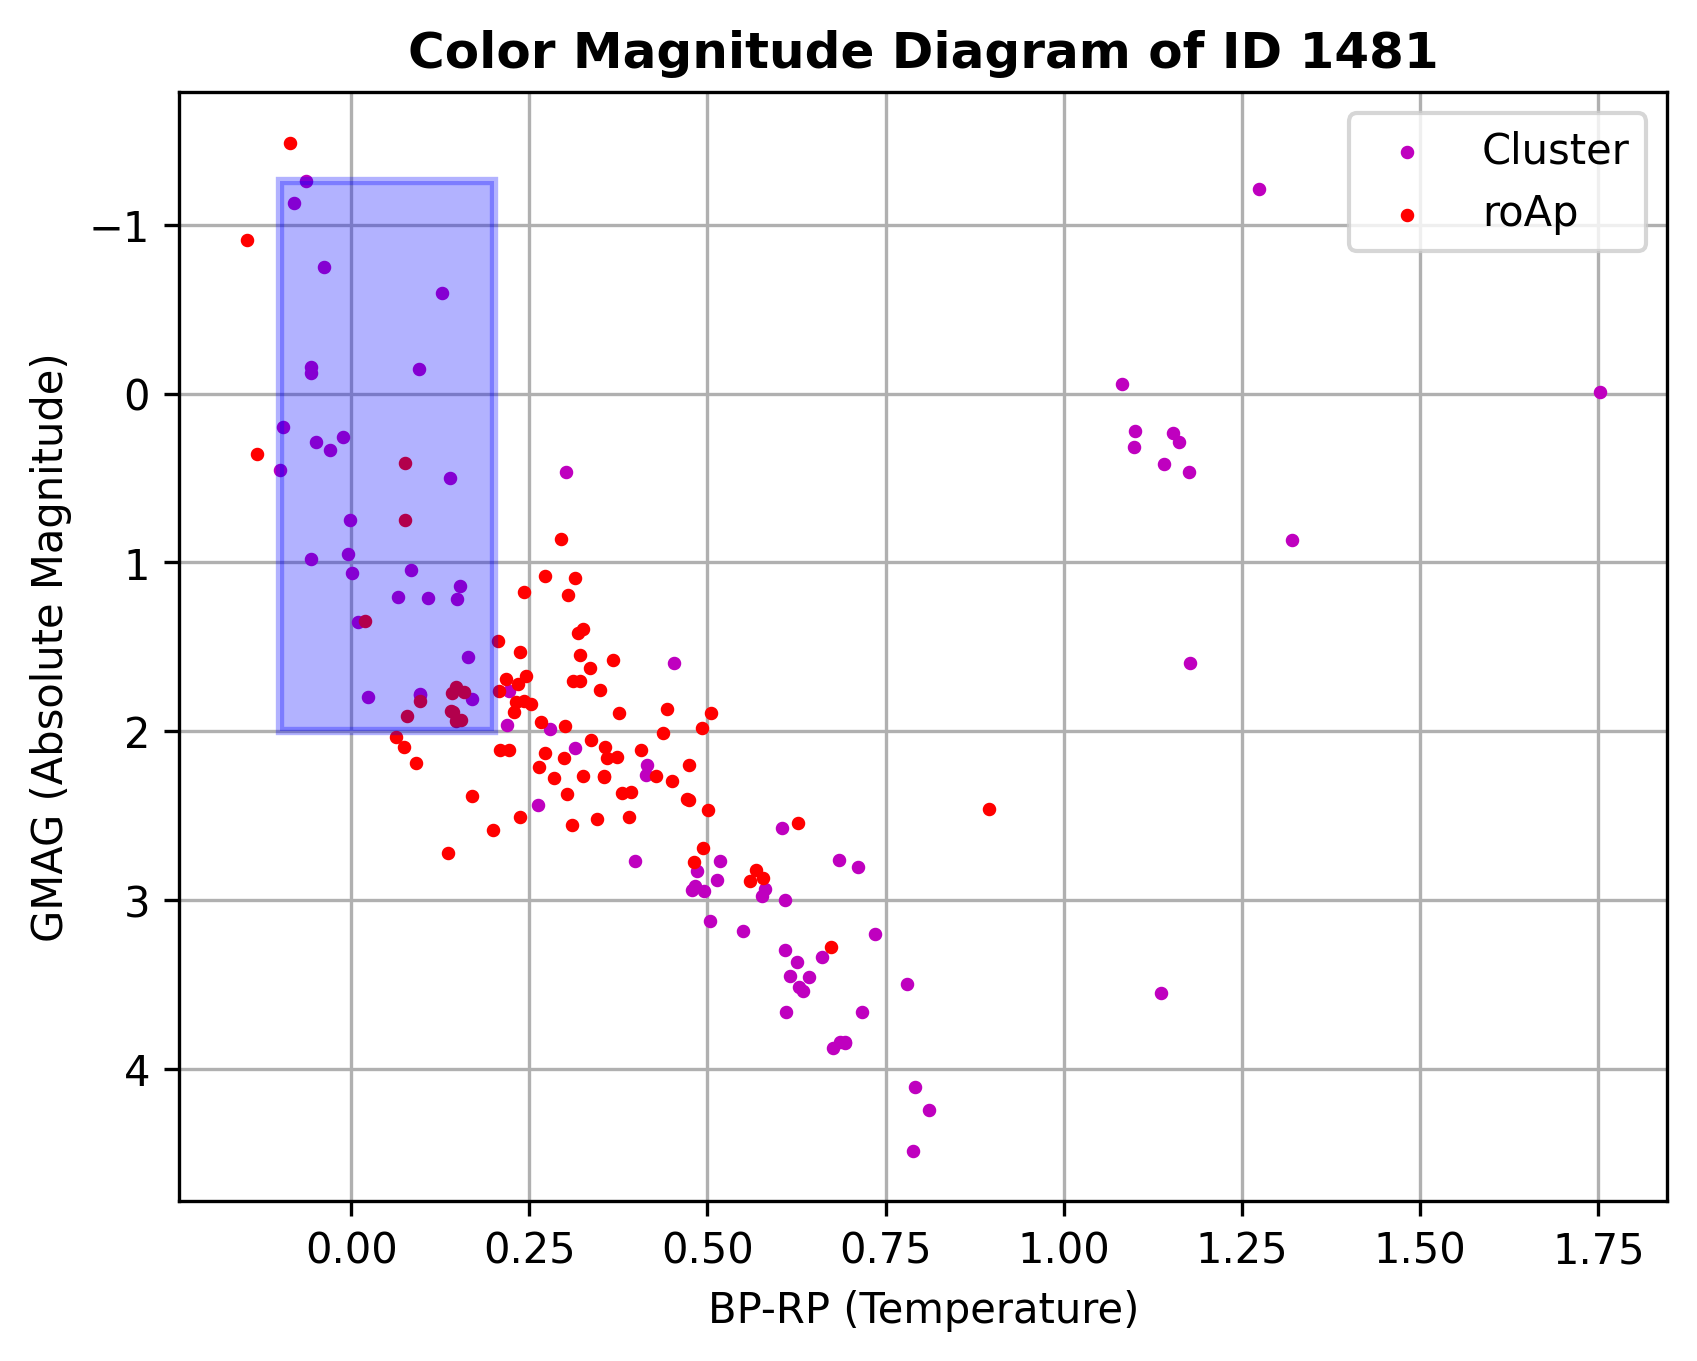 Color Magnitude Diagram of ID 1481
Cluster
roAp
GMAG (Absolute Magnitude)
−1
0
1
2
3
4
0.00 0.25 0.50 0.75 1.00 1.25 1.50 1.75
BP-RP (Temperature)